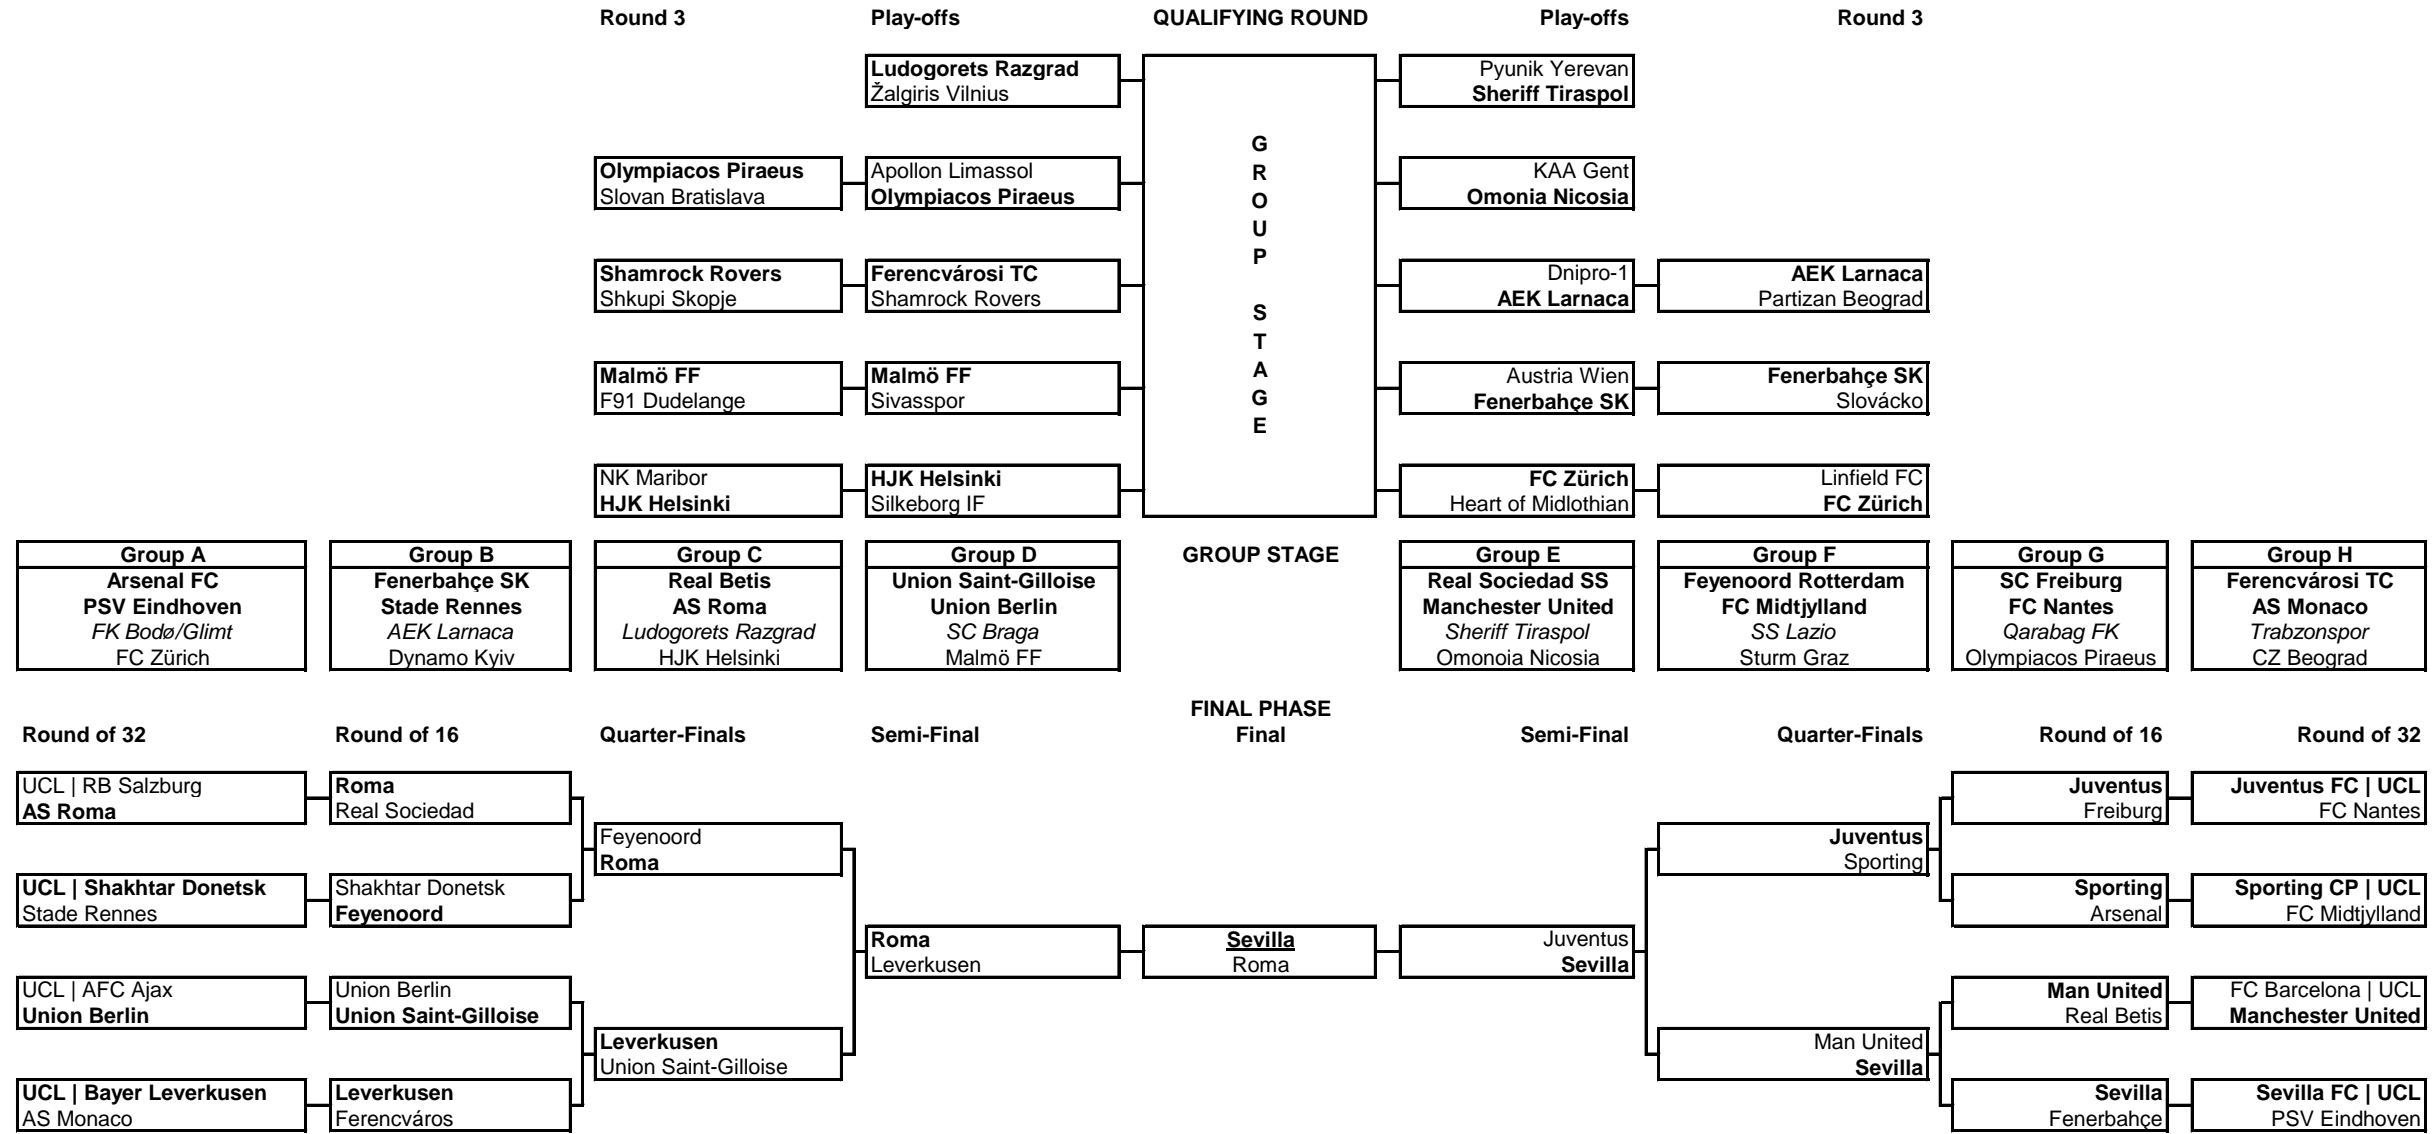 Round 3 Play-offs QUALIFYING ROUND Play-offs Round 3
Ludogorets Razgrad
Žalgiris Vilnius
Pyunik Yerevan
Sheriff Tiraspol
Olympiacos Piraeus
Slovan Bratislava
Apollon Limassol
Olympiacos Piraeus
KAA Gent
Omonia Nicosia
Shamrock Rovers
Shkupi Skopje
Ferencvárosi TC
Shamrock Rovers
Dnipro-1
AEK Larnaca
AEK Larnaca
Partizan Beograd
Malmö FF
F91 Dudelange
Malmö FF
Sivasspor
Austria Wien
Fenerbahçe SK
Fenerbahçe SK
Slovácko
NK Maribor
HJK Helsinki
HJK Helsinki
Silkeborg IF
FC Zürich
Heart of Midlothian
Linfield FC
FC Zürich
G
R
O
U
P
S
T
A
G
E
Group A
Arsenal FC
PSV Eindhoven
FK Bodø/Glimt
FC Zürich
Group B
Fenerbahçe SK
Stade Rennes
AEK Larnaca
Dynamo Kyiv
Group C
Real Betis
AS Roma
Ludogorets Razgrad
HJK Helsinki
Group D
Union Saint-Gilloise
Union Berlin
SC Braga
Malmö FF
GROUP STAGE
Group E
Real Sociedad SS
Manchester United
Sheriff Tiraspol
Omonoia Nicosia
Group F
Feyenoord Rotterdam
FC Midtjylland
SS Lazio
Sturm Graz
Group G
SC Freiburg
FC Nantes
Qarabag FK
Olympiacos Piraeus
Group H
Ferencvárosi TC
AS Monaco
Trabzonspor
CZ Beograd
FINAL PHASE
Round of 32 Round of 16 Quarter-Finals Semi-Final Final Semi-Final Quarter-Finals Round of 16 Round of 32
UCL | RB Salzburg
AS Roma
Roma
Real Sociedad
Feyenoord
Roma
UCL | Shakhtar Donetsk
Stade Rennes
Shakhtar Donetsk
Feyenoord
Roma
Leverkusen
UCL | AFC Ajax
Union Berlin
Union Berlin
Union Saint-Gilloise
Leverkusen
Union Saint-Gilloise
UCL | Bayer Leverkusen
AS Monaco
Leverkusen
Ferencváros
Sevilla
Roma
Juventus
Sevilla
Juventus
Sporting
Juventus
Freiburg
Juventus FC | UCL
FC Nantes
Sporting
Arsenal
Sporting CP | UCL
FC Midtjylland
Man United
Sevilla
Man United
Real Betis
FC Barcelona | UCL
Manchester United
Sevilla
Fenerbahçe
Sevilla FC | UCL
PSV Eindhoven